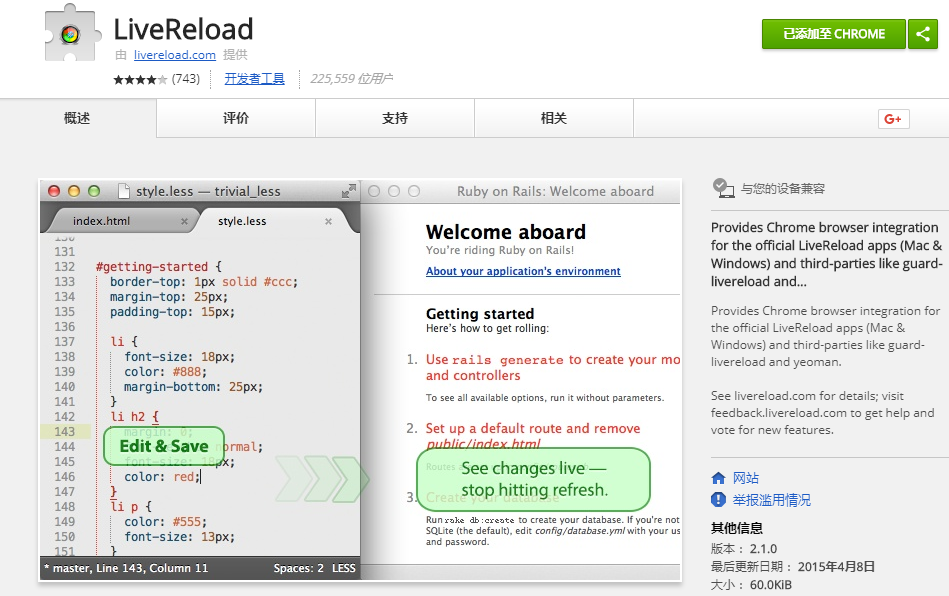 LiveReload
由 livereload.com 提供
(743) 开发者工具 225,559 位用户
已添加至 CHROME
概述 评价 支持 相关
G+
style.less — trivial_less
index.html × style.less ×
130
131
132 #getting-started {
133 border-top: 1px solid #ccc;
134 margin-top: 25px;
135 padding-top: 15px;
136
137 li {
138 font-size: 18px;
139 color: #888;
140 margin-bottom: 25px;
141 }
142 li h2 {
143 margin: 0;
144 normal;
145 font-size: 18px;
146 color: red;
147 }
148 li p {
149 color: #555;
150 font-size: 13px;
151 }
Edit & Save
* master, Line 143, Column 11 Spaces: 2 LESS
Ruby on Rails: Welcome aboard
Welcome aboard
You're riding Ruby on Rails!
About your application's environment
Getting started
Here's how to get rolling:
1. Use rails generate to create your mo
and controllers
To see all available options, run it without parameters.
2. Set up a default route and remove
public/index.html
Routes
See changes live —
stop hitting refresh.
3. Create your database
Run rake db:create to create your database. If you're not
SQLite (the default), edit config/database.yml with your us
and password.
与您的设备兼容
Provides Chrome browser integration
for the official LiveReload apps (Mac &
Windows) and third-parties like guard-
livereload and...
Provides Chrome browser integration for
the official LiveReload apps (Mac &
Windows) and third-parties like guard-
livereload and yeoman.
See livereload.com for details; visit
feedback.livereload.com to get help and
vote for new features.
网站
举报滥用情况
其他信息
版本： 2.1.0
最后更新日期： 2015年4月8日
大小： 60.0KiB